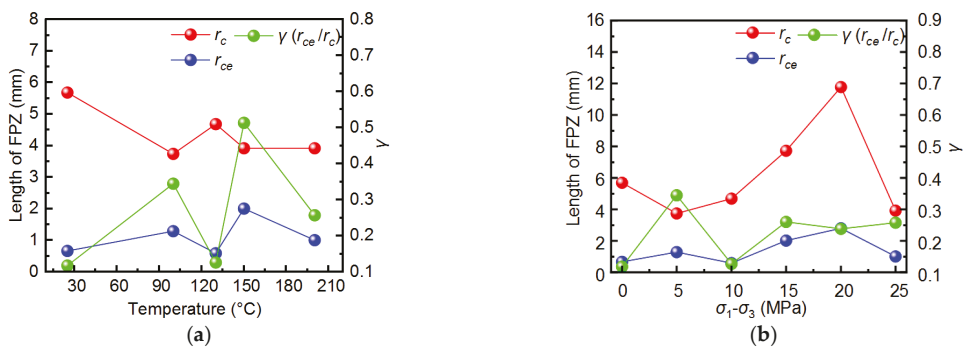 8
7
6
5
4
3
2
1
0
Length of FPZ (mm)
r_c
γ (r_ce/r_c)
r_ce
0.8
0.7
0.6
0.5
0.4
0.3
0.2
0.1
γ
30 60 90 120 150 180 210
Temperature (°C)
(a)
16
14
12
10
8
6
4
2
0
Length of FPZ (mm)
r_c
γ (r_ce/r_c)
r_ce
0.9
0.8
0.7
0.6
0.5
0.4
0.3
0.2
0.1
γ
0 5 10 15 20 25
σ₁-σ₃ (MPa)
(b)